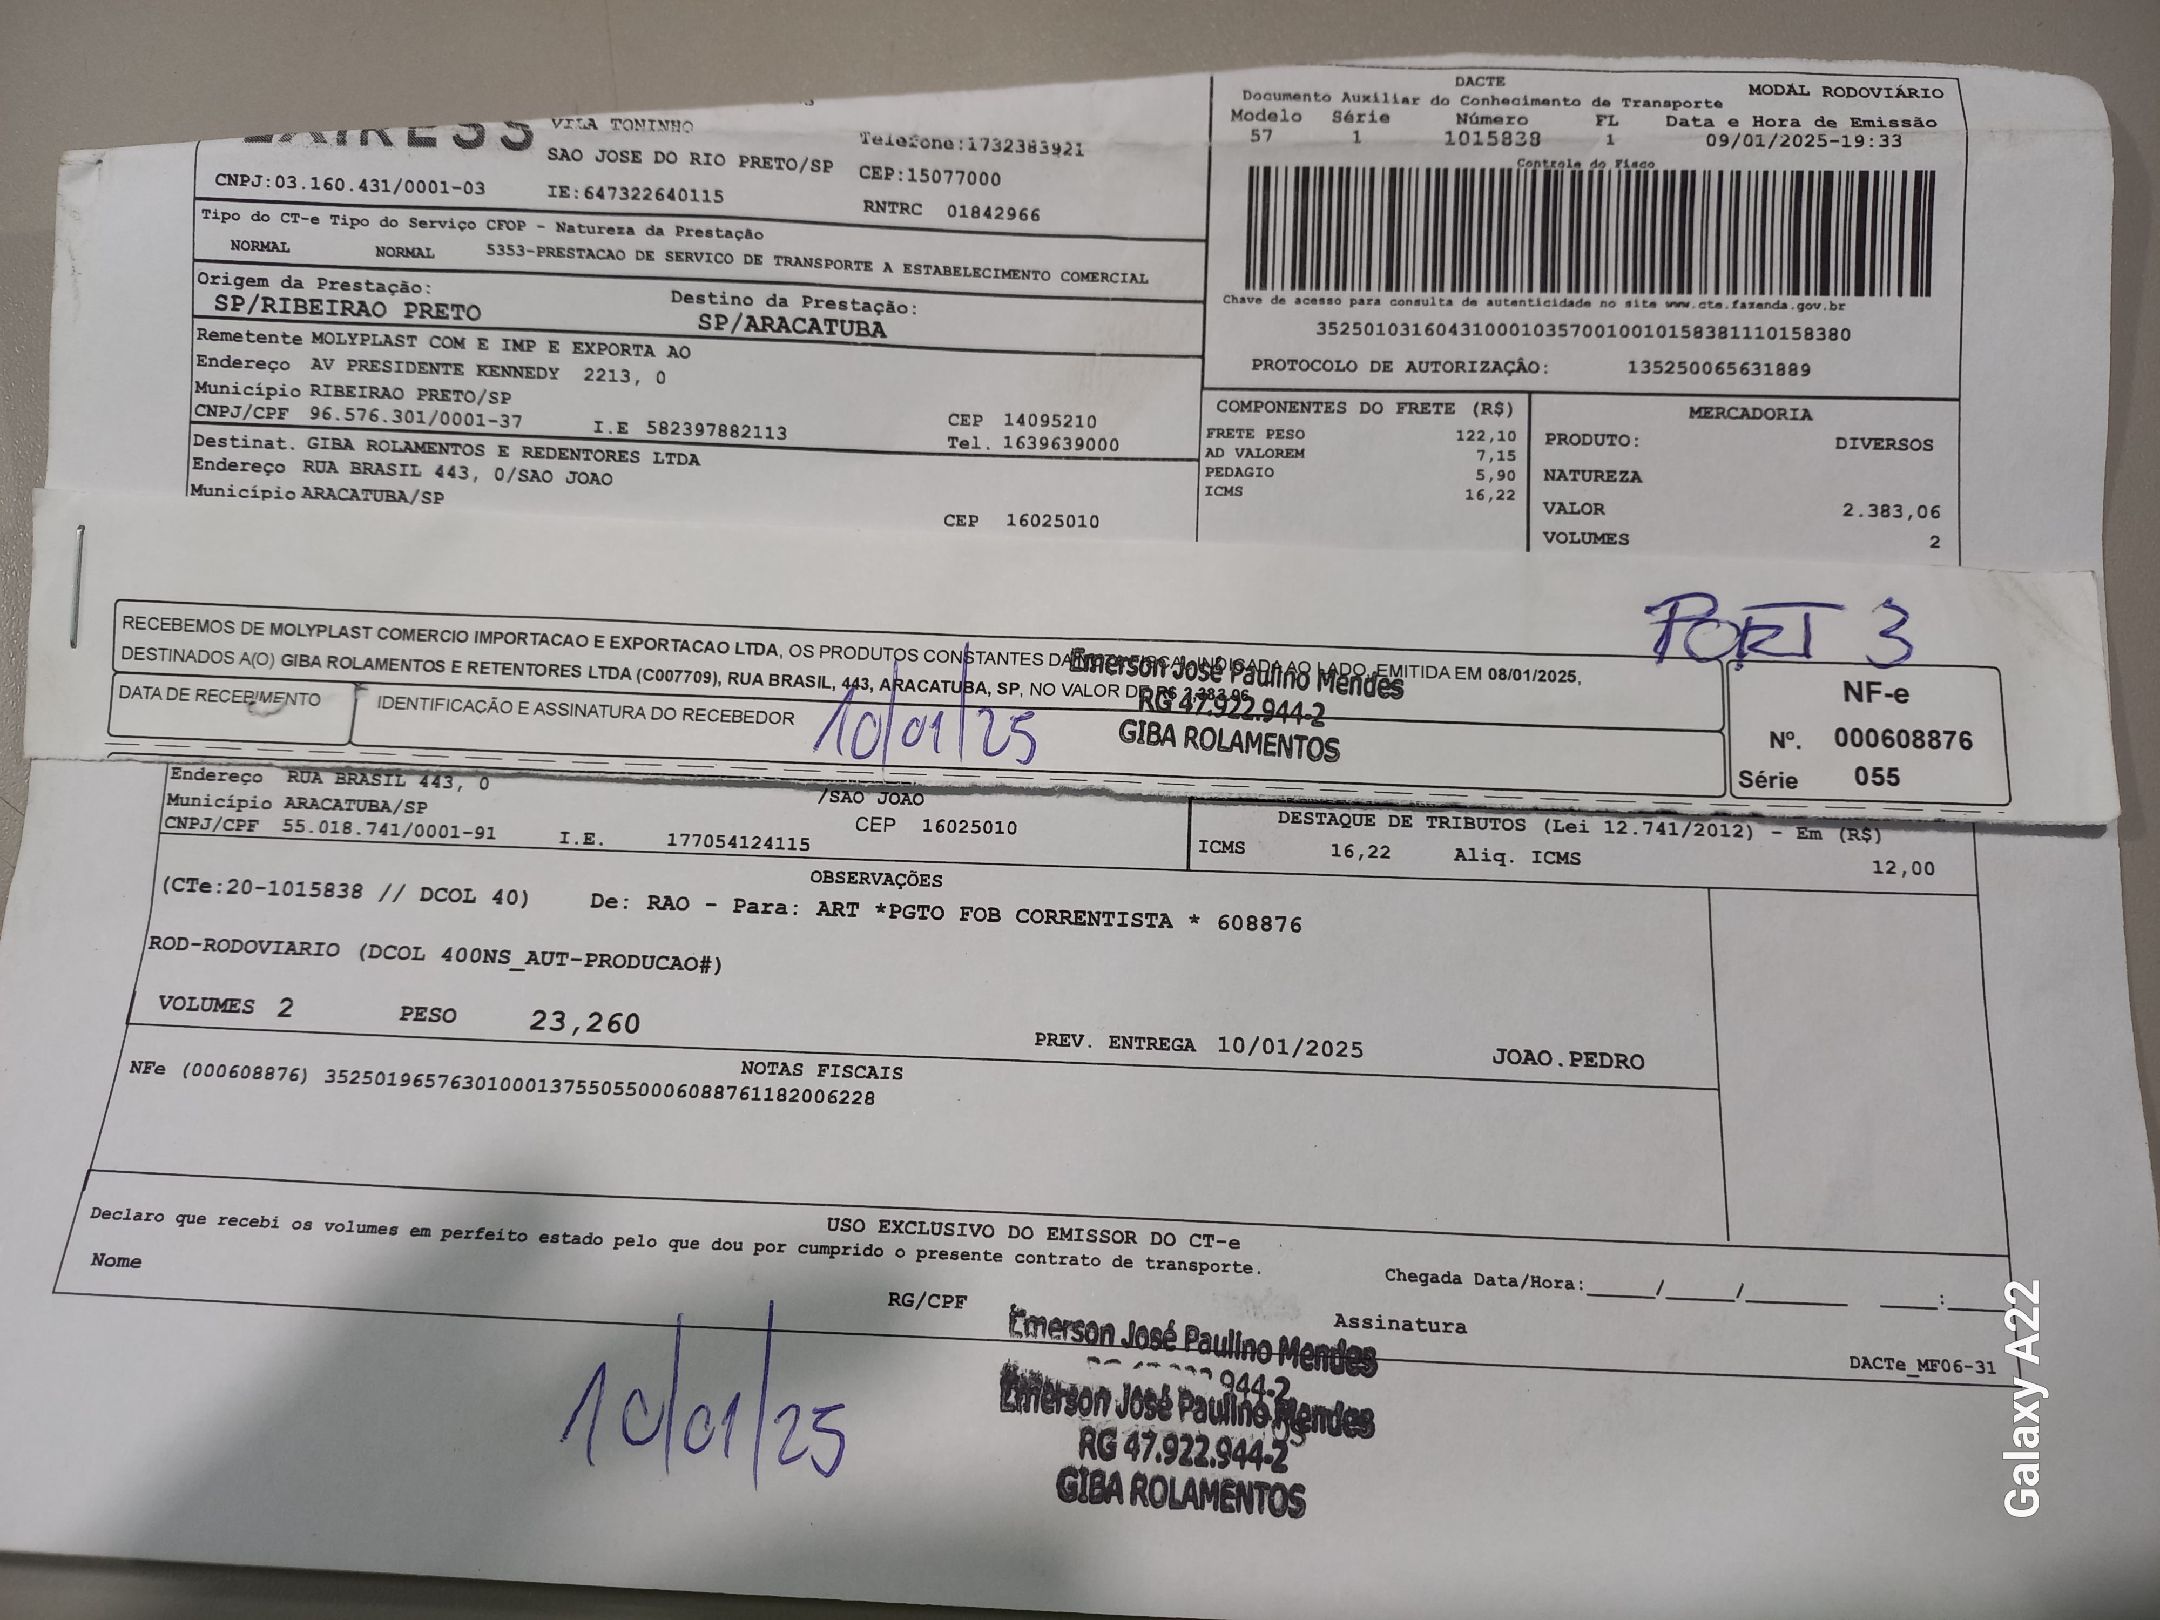 VILA TONINHO
SAO JOSE DO RIO PRETO/SP
Telefone:1732383921
CEP:15077000
CNPJ:03.160.431/0001-03
IE:647322640115
RNTRC 01842966
Tipo do CT-e Tipo do Serviço CFOP - Natureza da Prestação
NORMAL NORMAL 5353-PRESTACAO DE SERVICO DE TRANSPORTE A ESTABELECIMENTO COMERCIAL
Origem da Prestação:
SP/RIBEIRAO PRETO
Destino da Prestação:
SP/ARACATUBA
Remetente MOLYPLAST COM E IMP E EXPORTA AO
Endereço AV PRESIDENTE KENNEDY 2213, 0
Município RIBEIRAO PRETO/SP
CEP 14095210
CNPJ/CPF 96.576.301/0001-37 I.E 582397882113
Tel. 1639639000
Destinat. GIBA ROLAMENTOS E REDENTORES LTDA
Endereço RUA BRASIL 443, 0/SAO JOAO
Município ARACATUBA/SP
CEP 16025010
DACTE
MODAL RODOVIÁRIO
Documento Auxiliar do Conhecimento de Transporte
Modelo Série Número FL Data e Hora de Emissão
57 1 1015838 1 09/01/2025-19:33
Controle do Fisco
Chave de acesso para consulta de autenticidade no site www.cte.fazenda.gov.br
35250103160431000103570010010158381110158380
PROTOCOLO DE AUTORIZAÇÂO: 135250065631889
COMPONENTES DO FRETE (R$)
FRETE PESO 122,10
AD VALOREM 7,15
PEDAGIO 5,90
ICMS 16,22
MERCADORIA
PRODUTO: DIVERSOS
NATUREZA
VALOR 2.383,06
VOLUMES 2
PORT 3
RECEBEMOS DE MOLYPLAST COMERCIO IMPORTACAO E EXPORTACAO LTDA, OS PRODUTOS CONSTANTES DA NOTA FISCAL INDICADA AO LADO, EMITIDA EM 08/01/2025,
DESTINADOS A(O) GIBA ROLAMENTOS E RETENTORES LTDA (C007709), RUA BRASIL, 443, ARACATUBA, SP, NO VALOR DE R$
DATA DE RECEBIMENTO
IDENTIFICAÇÃO E ASSINATURA DO RECEBEDOR
10/01/25
Emerson José Paulino Mendes
RG 47.922.944-2
GIBA ROLAMENTOS
NF-e
Nº. 000608876
Série 055
Endereço RUA BRASIL 443, 0
/SAO JOAO
Município ARACATUBA/SP
CEP 16025010
CNPJ/CPF 55.018.741/0001-91 I.E. 177054124115
DESTAQUE DE TRIBUTOS (Lei 12.741/2012) - Em (R$)
ICMS 16,22 Aliq. ICMS 12,00
OBSERVAÇÕES
(CTe:20-1015838 // DCOL 40) De: RAO - Para: ART *PGTO FOB CORRENTISTA * 608876
ROD-RODOVIARIO (DCOL 400NS_AUT-PRODUCAO#)
VOLUMES 2 PESO 23,260
PREV. ENTREGA 10/01/2025 JOAO.PEDRO
NOTAS FISCAIS
NFe (000608876) 35250196576301000137550550006088761182006228
USO EXCLUSIVO DO EMISSOR DO CT-e
Declaro que recebi os volumes em perfeito estado pelo que dou por cumprido o presente contrato de transporte.
Chegada Data/Hora:_____/_____/_______ ____:____
Nome
RG/CPF
Assinatura
DACTe_MF06-31
10/01/25
Emerson José Paulino Mendes
944-2
Emerson José Paulino Mendes
RG 47.922.944-2
GIBA ROLAMENTOS
Galaxy A22